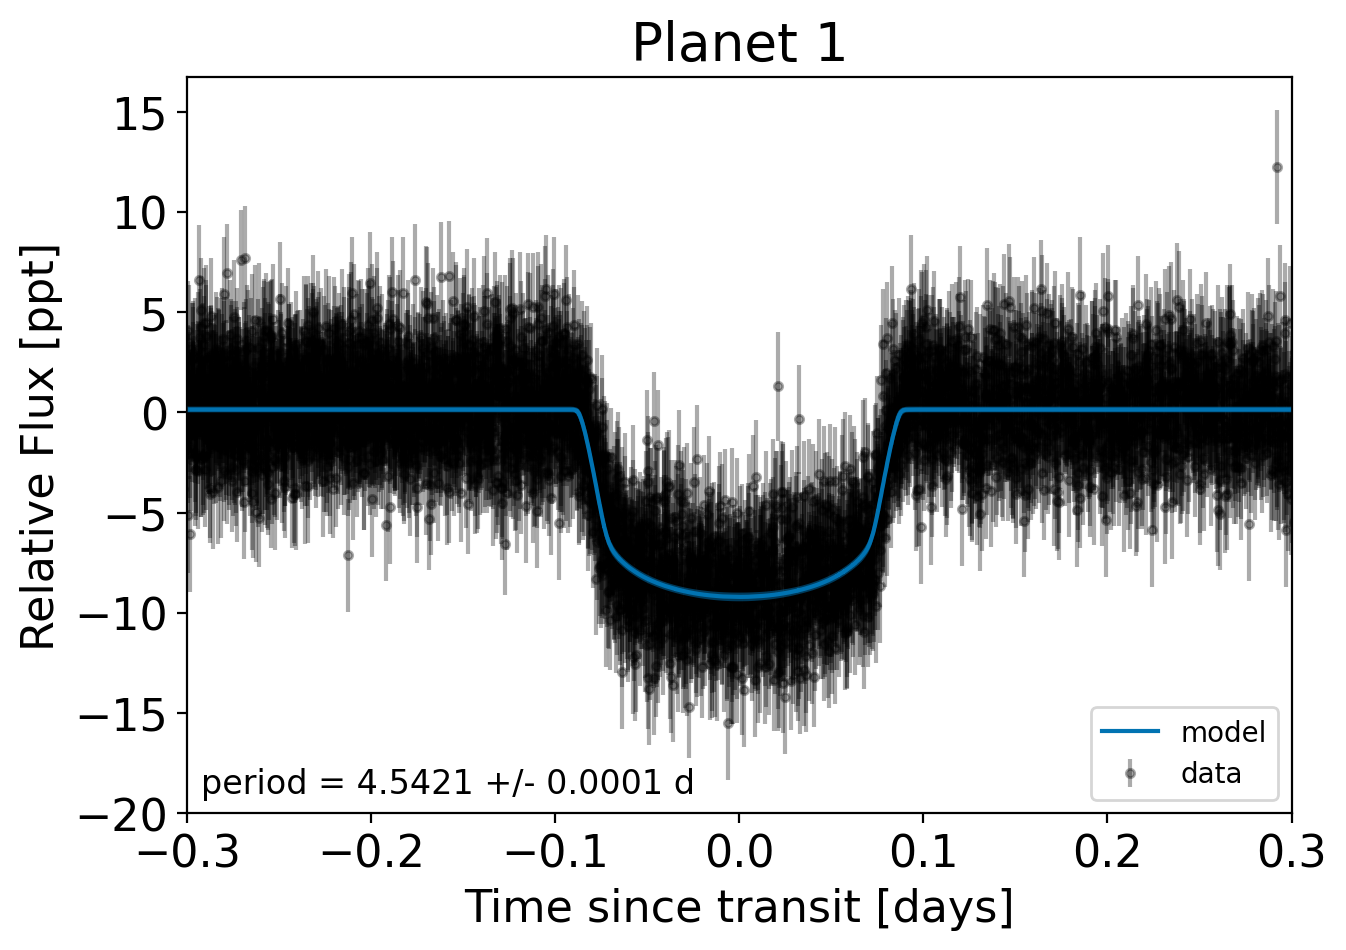 Planet 1
Relative Flux [ppt]
15
10
5
0
−5
−10
−15
−20
period = 4.5421 +/- 0.0001 d
model
data
−0.3
−0.2
−0.1
0.0
0.1
0.2
0.3
Time since transit [days]